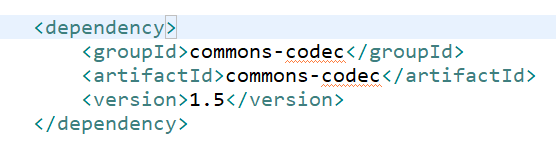 <dependency>
<groupId>commons-codec</groupId>
<artifactId>commons-codec</artifactId>
<version>1.5</version>
</dependency>